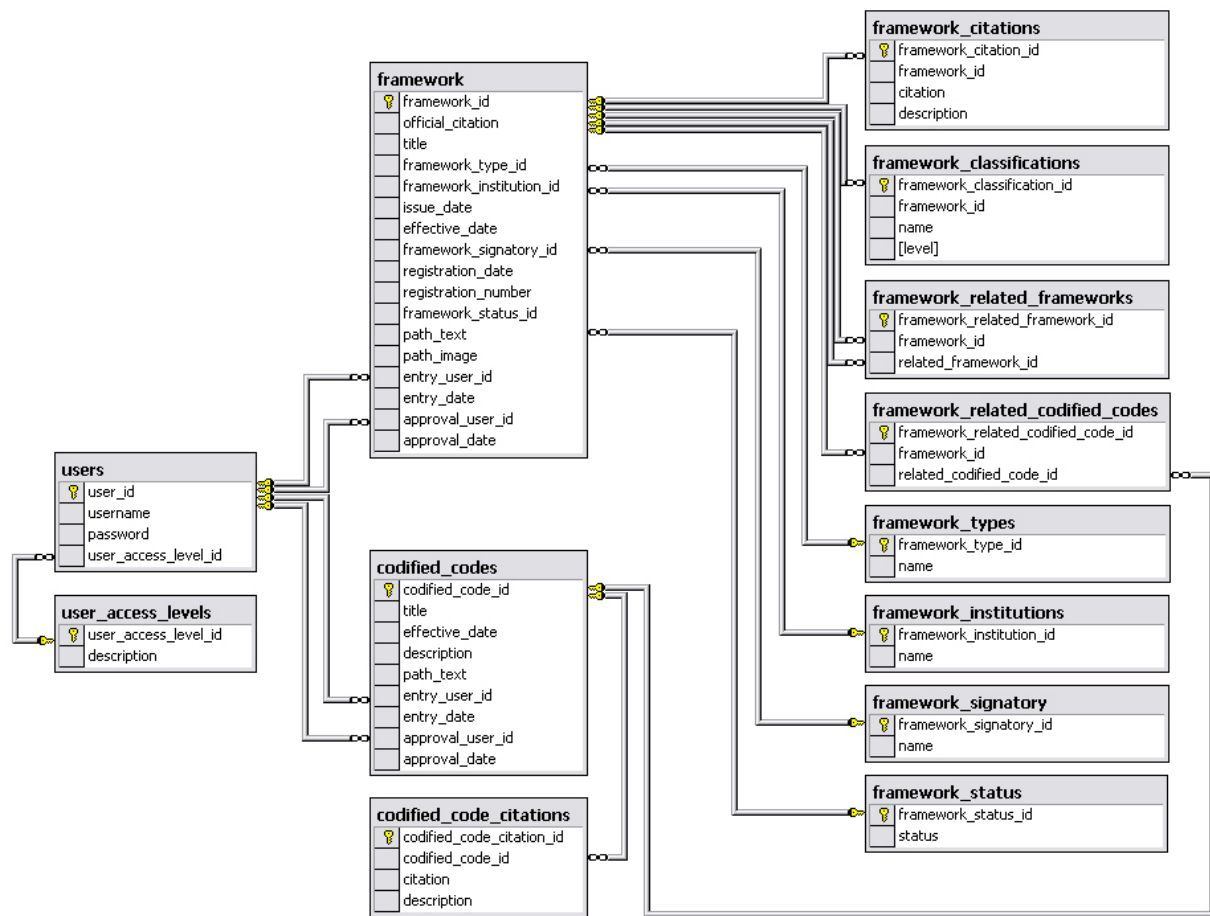 framework_citations
framework_citation_id
framework_id
citation
description
framework
framework_id
official_citation
title
framework_type_id
framework_institution_id
issue_date
effective_date
framework_signatory_id
registration_date
registration_number
framework_status_id
path_text
path_image
entry_user_id
entry_date
approval_user_id
approval_date
framework_classifications
framework_classification_id
framework_id
name
[level]
framework_related_frameworks
framework_related_framework_id
framework_id
related_framework_id
framework_related_codified_codes
framework_related_codified_code_id
framework_id
related_codified_code_id
users
user_id
username
password
user_access_level_id
user_access_levels
user_access_level_id
description
codified_codes
codified_code_id
title
effective_date
description
path_text
entry_user_id
entry_date
approval_user_id
approval_date
framework_types
framework_type_id
name
framework_institutions
framework_institution_id
name
framework_signatory
framework_signatory_id
name
framework_status
framework_status_id
status
codified_code_citations
codified_code_citation_id
codified_code_id
citation
description